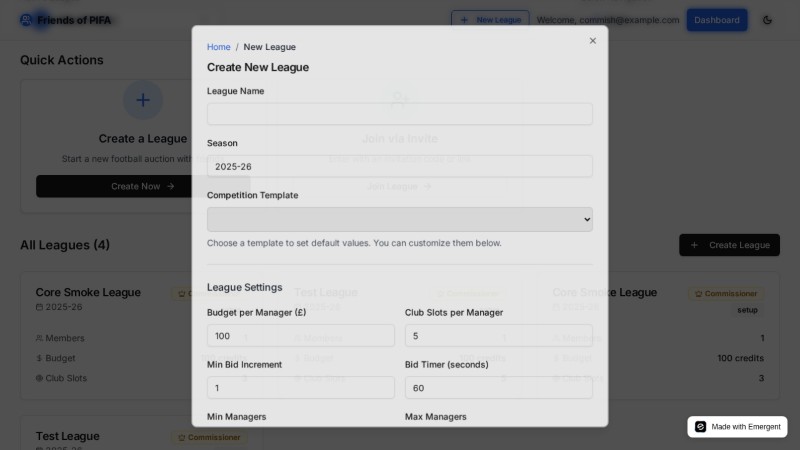 Friends of PIFA
New League
Welcome, commish@example.com
Dashboard
Quick Actions
Create a League
Start a new football auction with
Create Now
Join via Invite
Join League
Home / New League
Create New League
League Name
Season
2025-26
Competition Template
Choose a template to set default values. You can customize them below.
League Settings
Budget per Manager (£)
Club Slots per Manager
100
5
Min Bid Increment
Bid Timer (seconds)
1
60
Min Managers
Max Managers
All Leagues (4)
Create League
Core Smoke League
2025-26
Members
Budget
Club Slots
Test League
Commissioner
Core Smoke League
Commissioner
setup
1
100 credits
3
Test League
Commissioner
2025-26
Made with Emergent